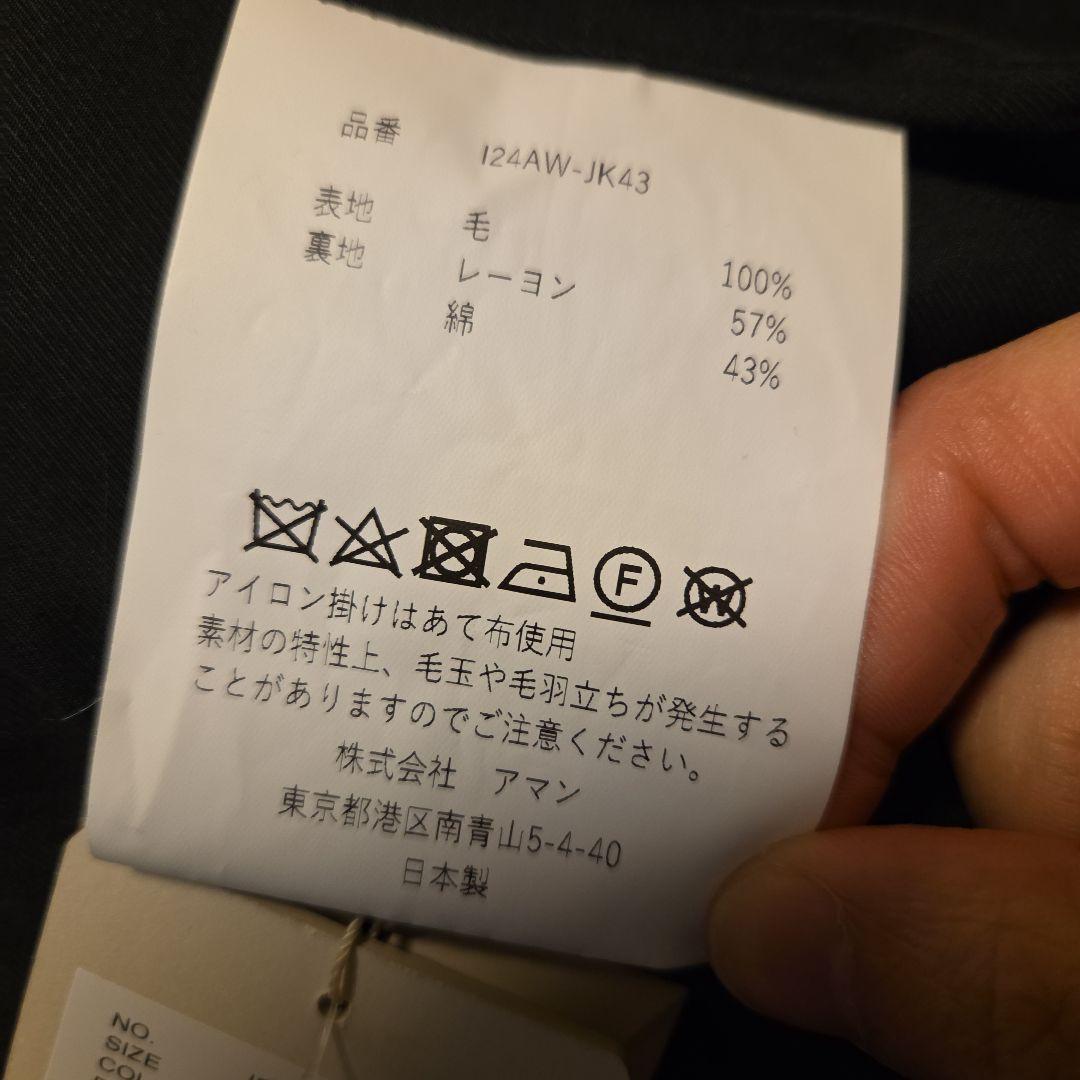 品番 I24AW-JK43
表地 毛 100%
裏地 レーヨン 57%
綿 43%
F
W
アイロン掛けはあて布使用
素材の特性上、毛玉や毛羽立ちが発生する
ことがありますのでご注意ください。
株式会社 アマン
東京都港区南青山5-4-40
日本製
NO.
SIZE